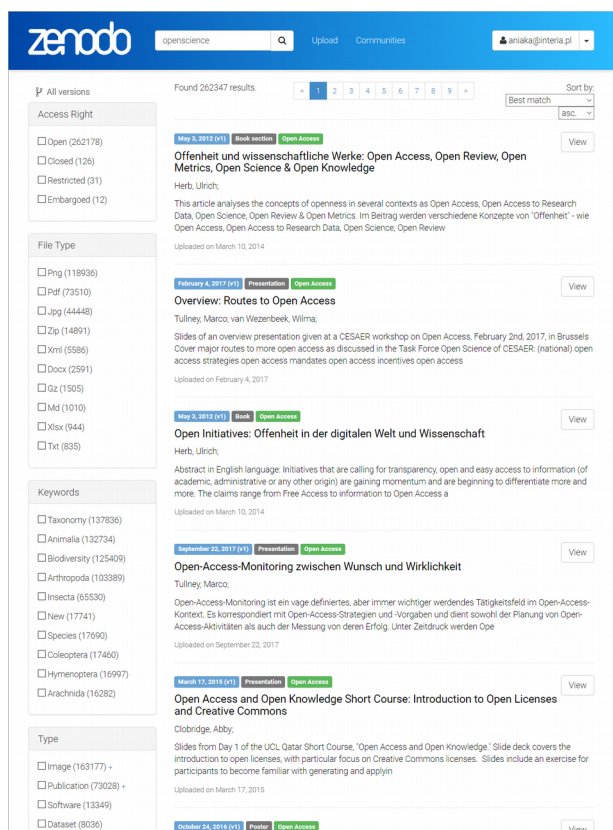 zenodo
openscience
Upload
Communities
aniaka@interia.pl
All versions
Access Right
Open (262178)
Closed (126)
Restricted (31)
Embargoed (12)
File Type
Png (118936)
Pdf (73510)
Jpg (44448)
Zip (14891)
Xml (5586)
Docx (2591)
Gz (1505)
Md (1010)
Xlsx (944)
Txt (835)
Keywords
Taxonomy (137836)
Animalia (132734)
Biodiversity (125409)
Arthropoda (103389)
Insecta (65530)
New (17741)
Species (17690)
Coleoptera (17460)
Hymenoptera (16997)
Arachnida (16282)
Type
Image (163177) +
Publication (73028) +
Software (13349)
Dataset (8036)
Found 262347 results.
< 1 2 3 4 5 6 7 8 9 >
Sort by:
Best match
asc.
May 3, 2012 (v1) Book section Open Access
View
Offenheit und wissenschaftliche Werke: Open Access, Open Review, Open
Metrics, Open Science & Open Knowledge
Herb, Ulrich;
This article analyses the concepts of openness in several contexts as Open Access, Open Access to Research
Data, Open Science, Open Review & Open Metrics. Im Beitrag werden verschiedene Konzepte von "Offenheit" - wie
Open Access, Open Access to Research Data, Open Science, Open Review
Uploaded on March 10, 2014
February 4, 2017 (v1) Presentation Open Access
View
Overview: Routes to Open Access
Tullney, Marco; van Wezenbeek, Wilma;
Slides of an overview presentation given at a CESAER workshop on Open Access, February 2nd, 2017, in Brussels
Cover major routes to more open access as discussed in the Task Force Open Science of CESAER: (national) open
access strategies open access mandates open access incentives open access
Uploaded on February 4, 2017
May 3, 2012 (v1) Book Open Access
View
Open Initiatives: Offenheit in der digitalen Welt und Wissenschaft
Herb, Ulrich;
Abstract in English language: Initiatives that are calling for transparency, open and easy access to information (of
academic, administrative or any other origin) are gaining momentum and are beginning to differentiate more and
more. The claims range from Free Access to information to Open Access a
Uploaded on March 10, 2014
September 22, 2017 (v1) Presentation Open Access
View
Open-Access-Monitoring zwischen Wunsch und Wirklichkeit
Tullney, Marco;
Open-Access-Monitoring ist ein vage definiertes, aber immer wichtiger werdendes Tätigkeitsfeld im Open-Access-
Kontext. Es korrespondiert mit Open-Access-Strategien und -Vorgaben und dient sowohl der Planung von Open-
Access-Aktivitäten als auch der Messung von deren Erfolg. Unter Zeitdruck werden Ope
Uploaded on September 22, 2017
March 17, 2015 (v1) Presentation Open Access
View
Open Access and Open Knowledge Short Course: Introduction to Open Licenses
and Creative Commons
Clobridge, Abby;
Slides from Day 1 of the UCL Qatar Short Course, "Open Access and Open Knowledge." Slide deck covers the
introduction to open licenses, with particular focus on Creative Commons licenses. Slides include an exercise for
participants to become familiar with generating and applyin
Uploaded on March 17, 2015
October 24, 2016 (v1) Poster Open Access
View